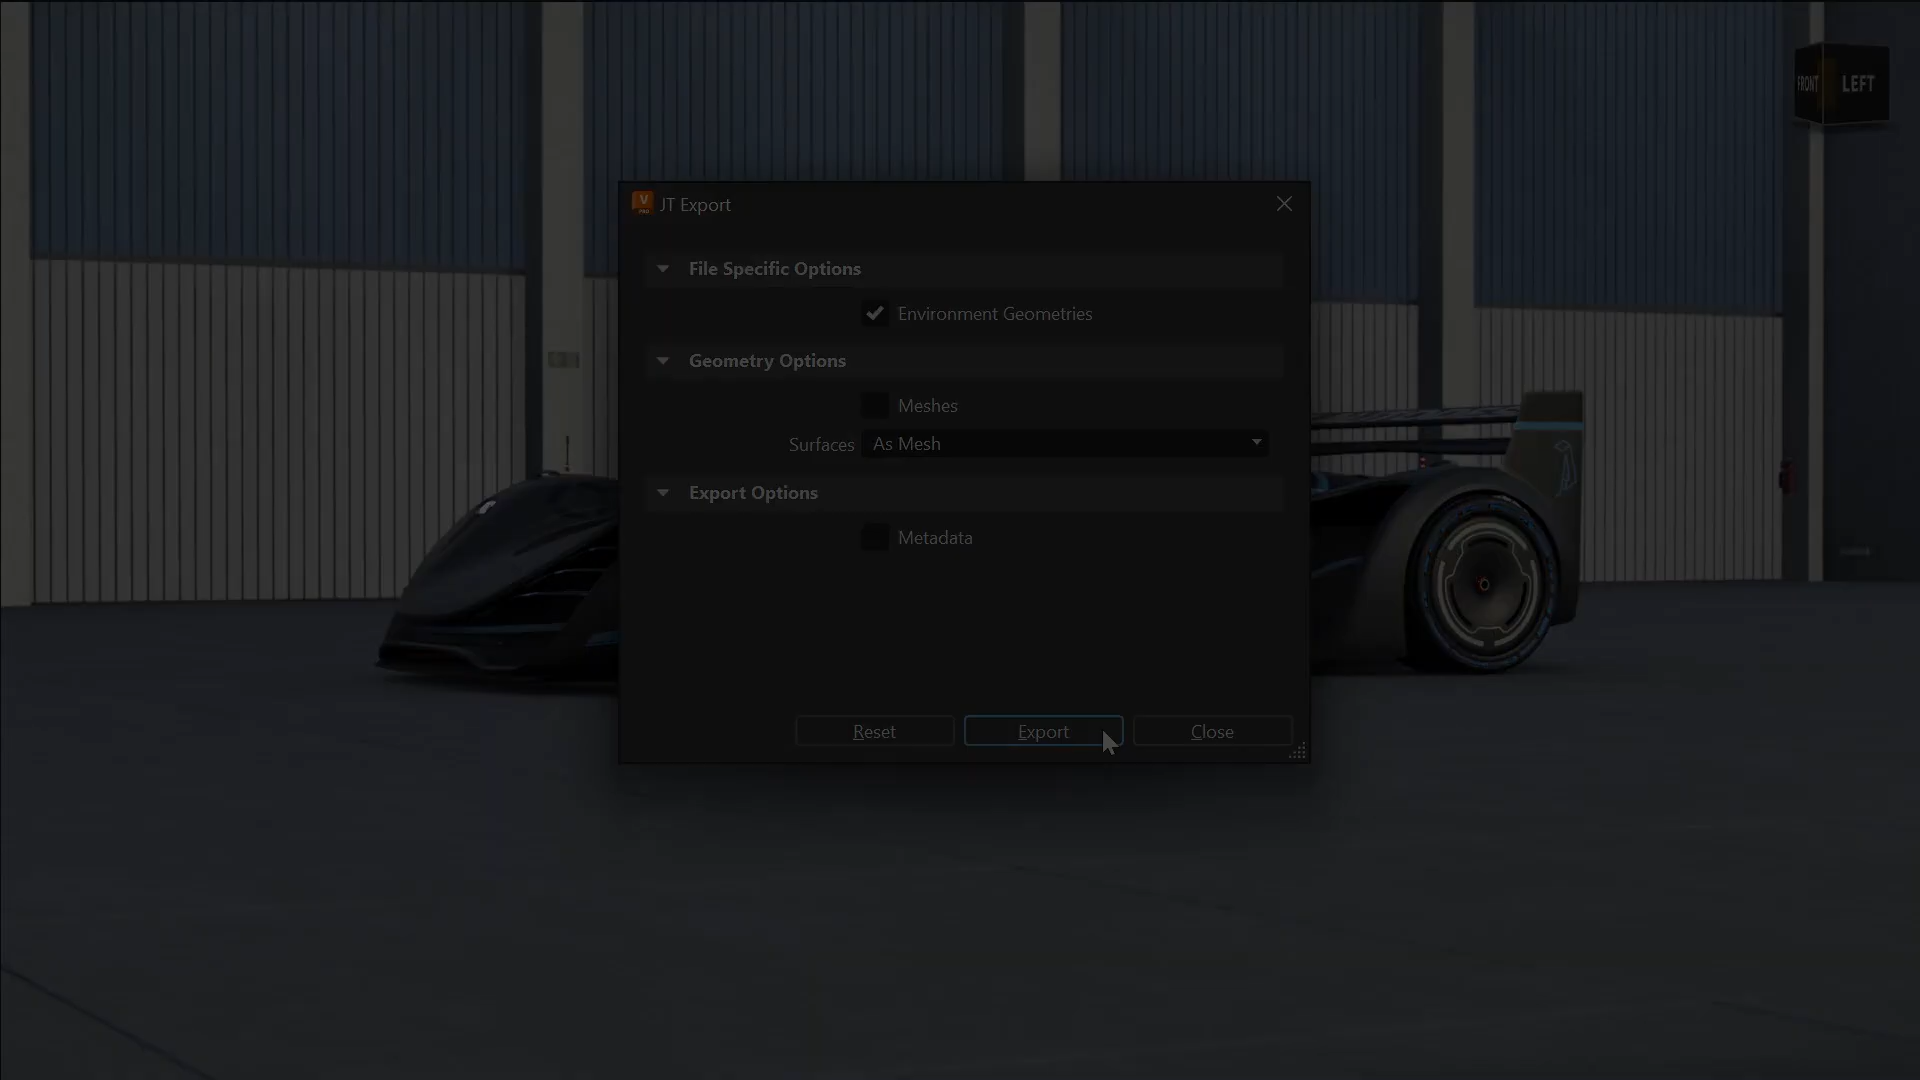 FRONT LEFT
V
PRO
JT Export
File Specific Options
Environment Geometries
Geometry Options
Meshes
Surfaces As Mesh
Export Options
Metadata
Reset Export Close